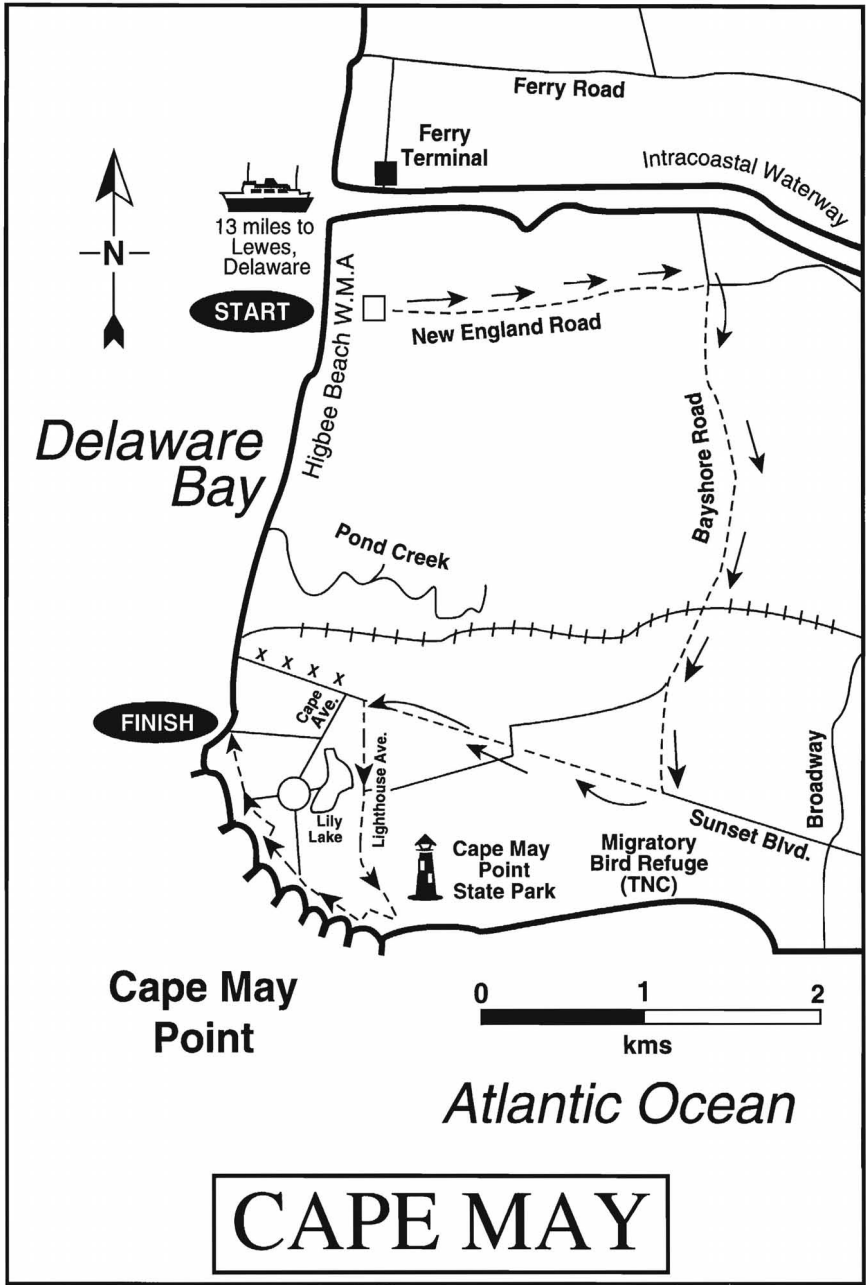 Ferry Road
Ferry
Terminal
Intracoastal Waterway
N
13 miles to
Lewes,
Delaware
START
Higbee Beach W.M.A
New England Road
Delaware
Bay
Bayshore Road
Pond Creek
X X X X
Cape
Ave.
FINISH
Lighthouse Ave.
Lily
Lake
Broadway
Sunset Blvd.
Cape May
Point
State Park
Migratory
Bird Refuge
(TNC)
Cape May
Point
0 1 2
kms
Atlantic Ocean
CAPE MAY